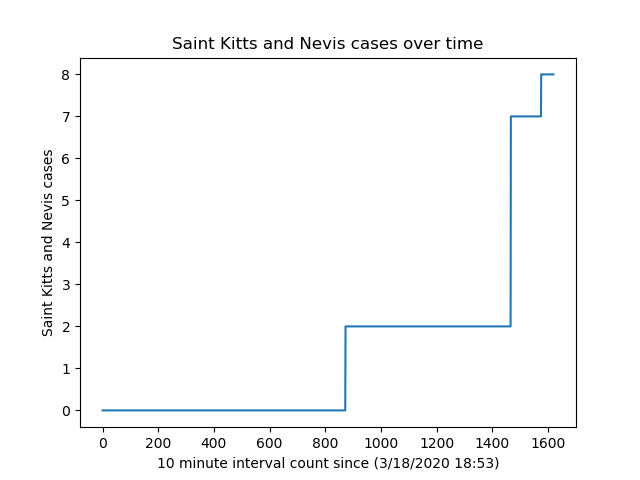 Saint Kitts and Nevis cases over time
8
7
6
5
4
3
2
1
0
Saint Kitts and Nevis cases
0 200 400 600 800 1000 1200 1400 1600
10 minute interval count since (3/18/2020 18:53)